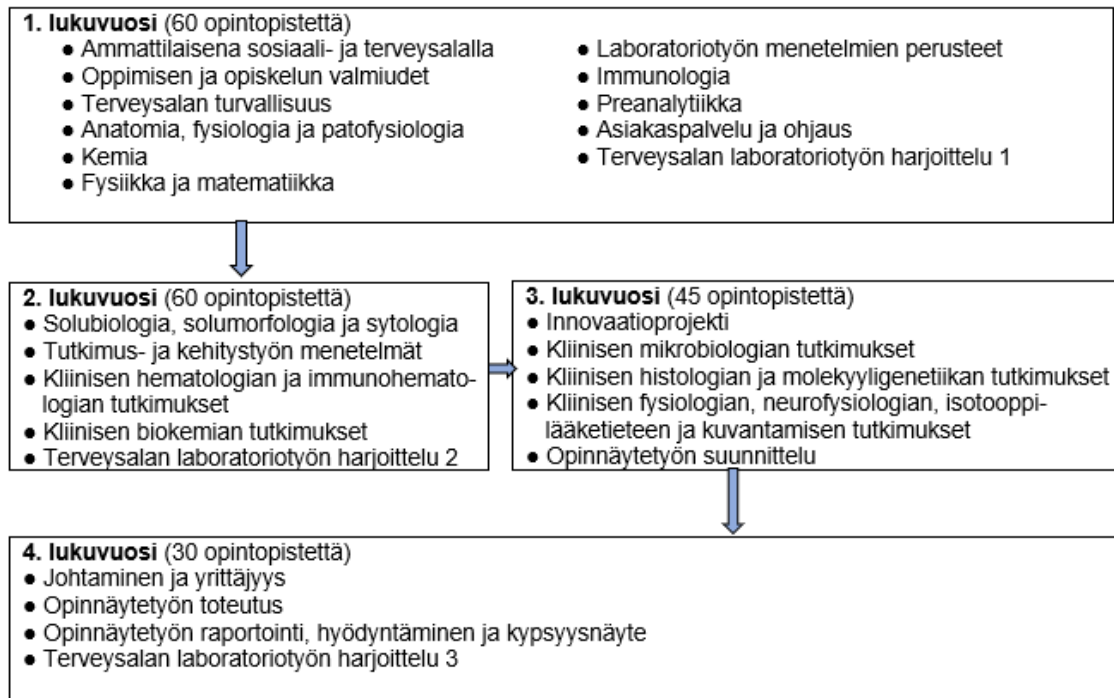 1. lukuvuosi (60 opintopistettä)
● Ammattilaisena sosiaali- ja terveysalalla
● Oppimisen ja opiskelun valmiudet
● Terveysalan turvallisuus
● Anatomia, fysiologia ja patofysiologia
● Kemia
● Fysiikka ja matematiikka
● Laboratoriotyön menetelmien perusteet
● Immunologia
● Preanalytiikka
● Asiakaspalvelu ja ohjaus
● Terveysalan laboratoriotyön harjoittelu 1
2. lukuvuosi (60 opintopistettä)
● Solubiologia, solumorfologia ja sytologia
● Tutkimus- ja kehitystyön menetelmät
● Kliinisen hematologian ja immunohemato-
logian tutkimukset
● Kliinisen biokemian tutkimukset
● Terveysalan laboratoriotyön harjoittelu 2
3. lukuvuosi (45 opintopistettä)
● Innovaatioprojekti
● Kliinisen mikrobiologian tutkimukset
● Kliinisen histologian ja molekyyligenetiikan tutkimukset
● Kliinisen fysiologian, neurofysiologian, isotooppi-
lääketieteen ja kuvantamisen tutkimukset
● Opinnäytetyön suunnittelu
4. lukuvuosi (30 opintopistettä)
● Johtaminen ja yrittäjyys
● Opinnäytetyön toteutus
● Opinnäytetyön raportointi, hyödyntäminen ja kypsyysnäyte
● Terveysalan laboratoriotyön harjoittelu 3